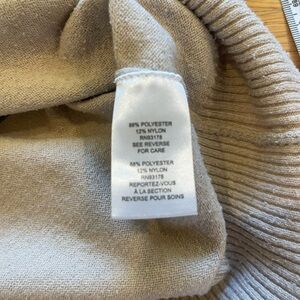 88% POLYESTER
12% NYLON
RN93178
SEE REVERSE
FOR CARE
88% POLYESTER
12% NYLON
RN93178
REPORTEZ-VOUS
À LA SECTION
REVERSE POUR SOINS